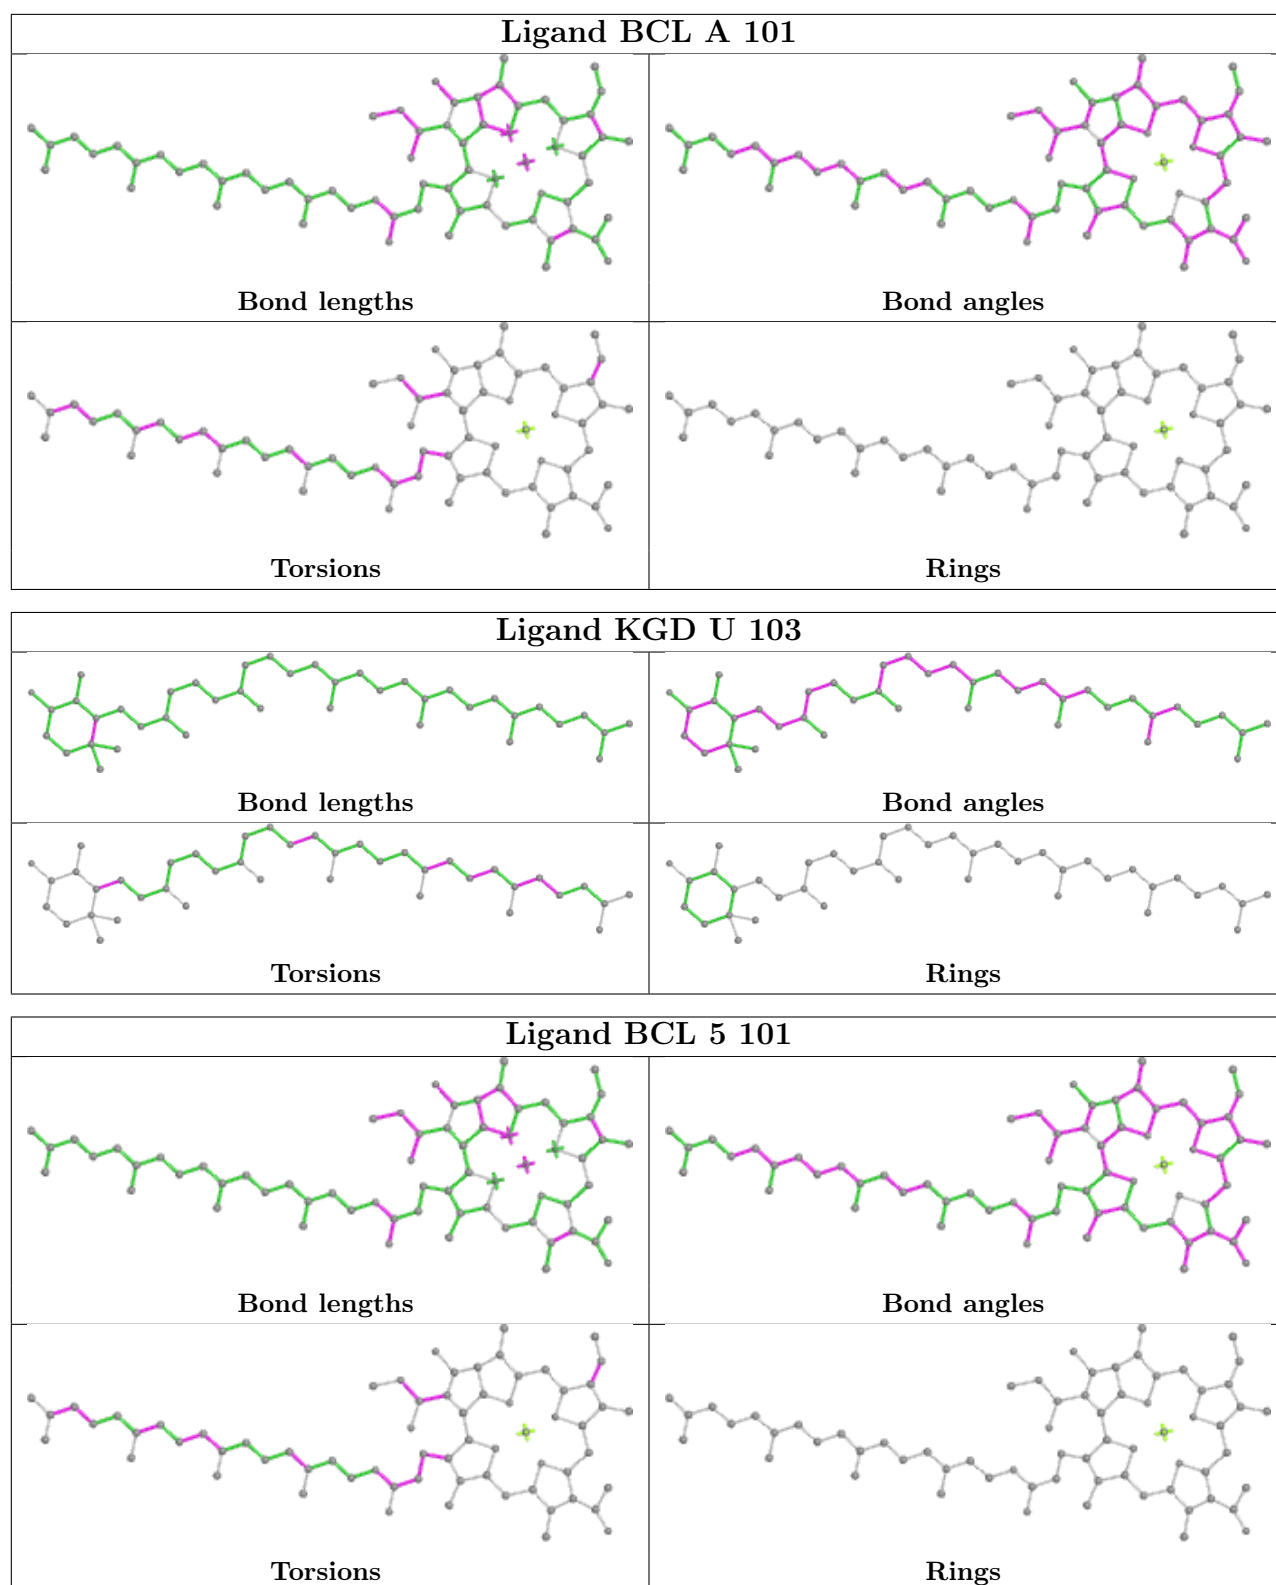 Ligand BCL A 101
Bond lengths
Bond angles
Torsions
Rings
Ligand KGD U 103
Bond lengths
Bond angles
Torsions
Rings
Ligand BCL 5 101
Bond lengths
Bond angles
Torsions
Rings